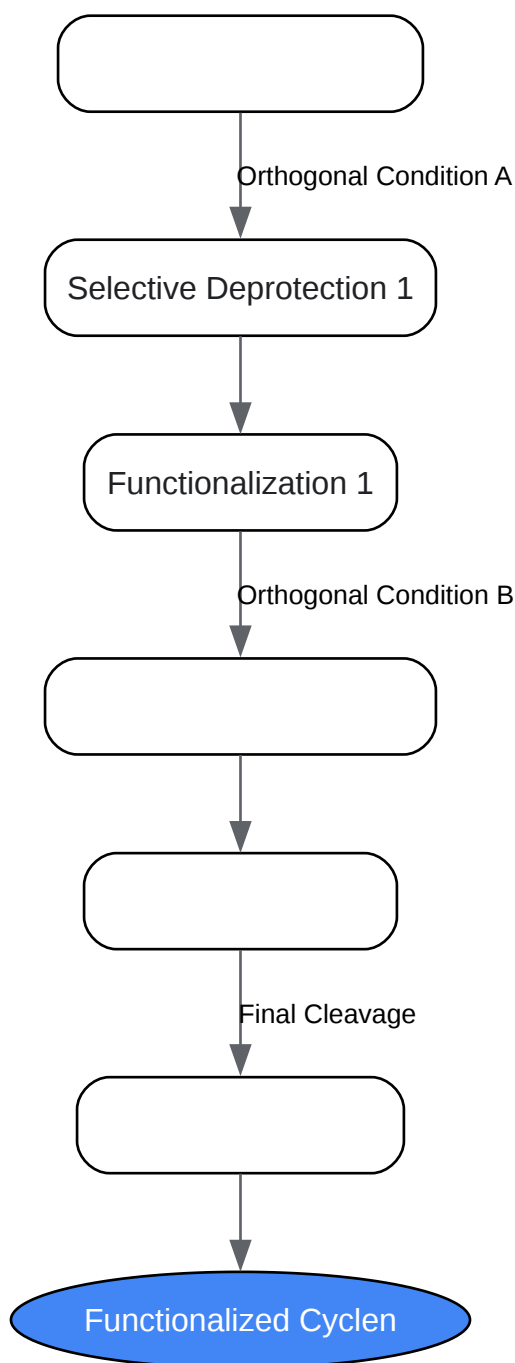 Orthogonal Condition A
Selective Deprotection 1
Functionalization 1
Orthogonal Condition B
Final Cleavage
Functionalized Cyclen